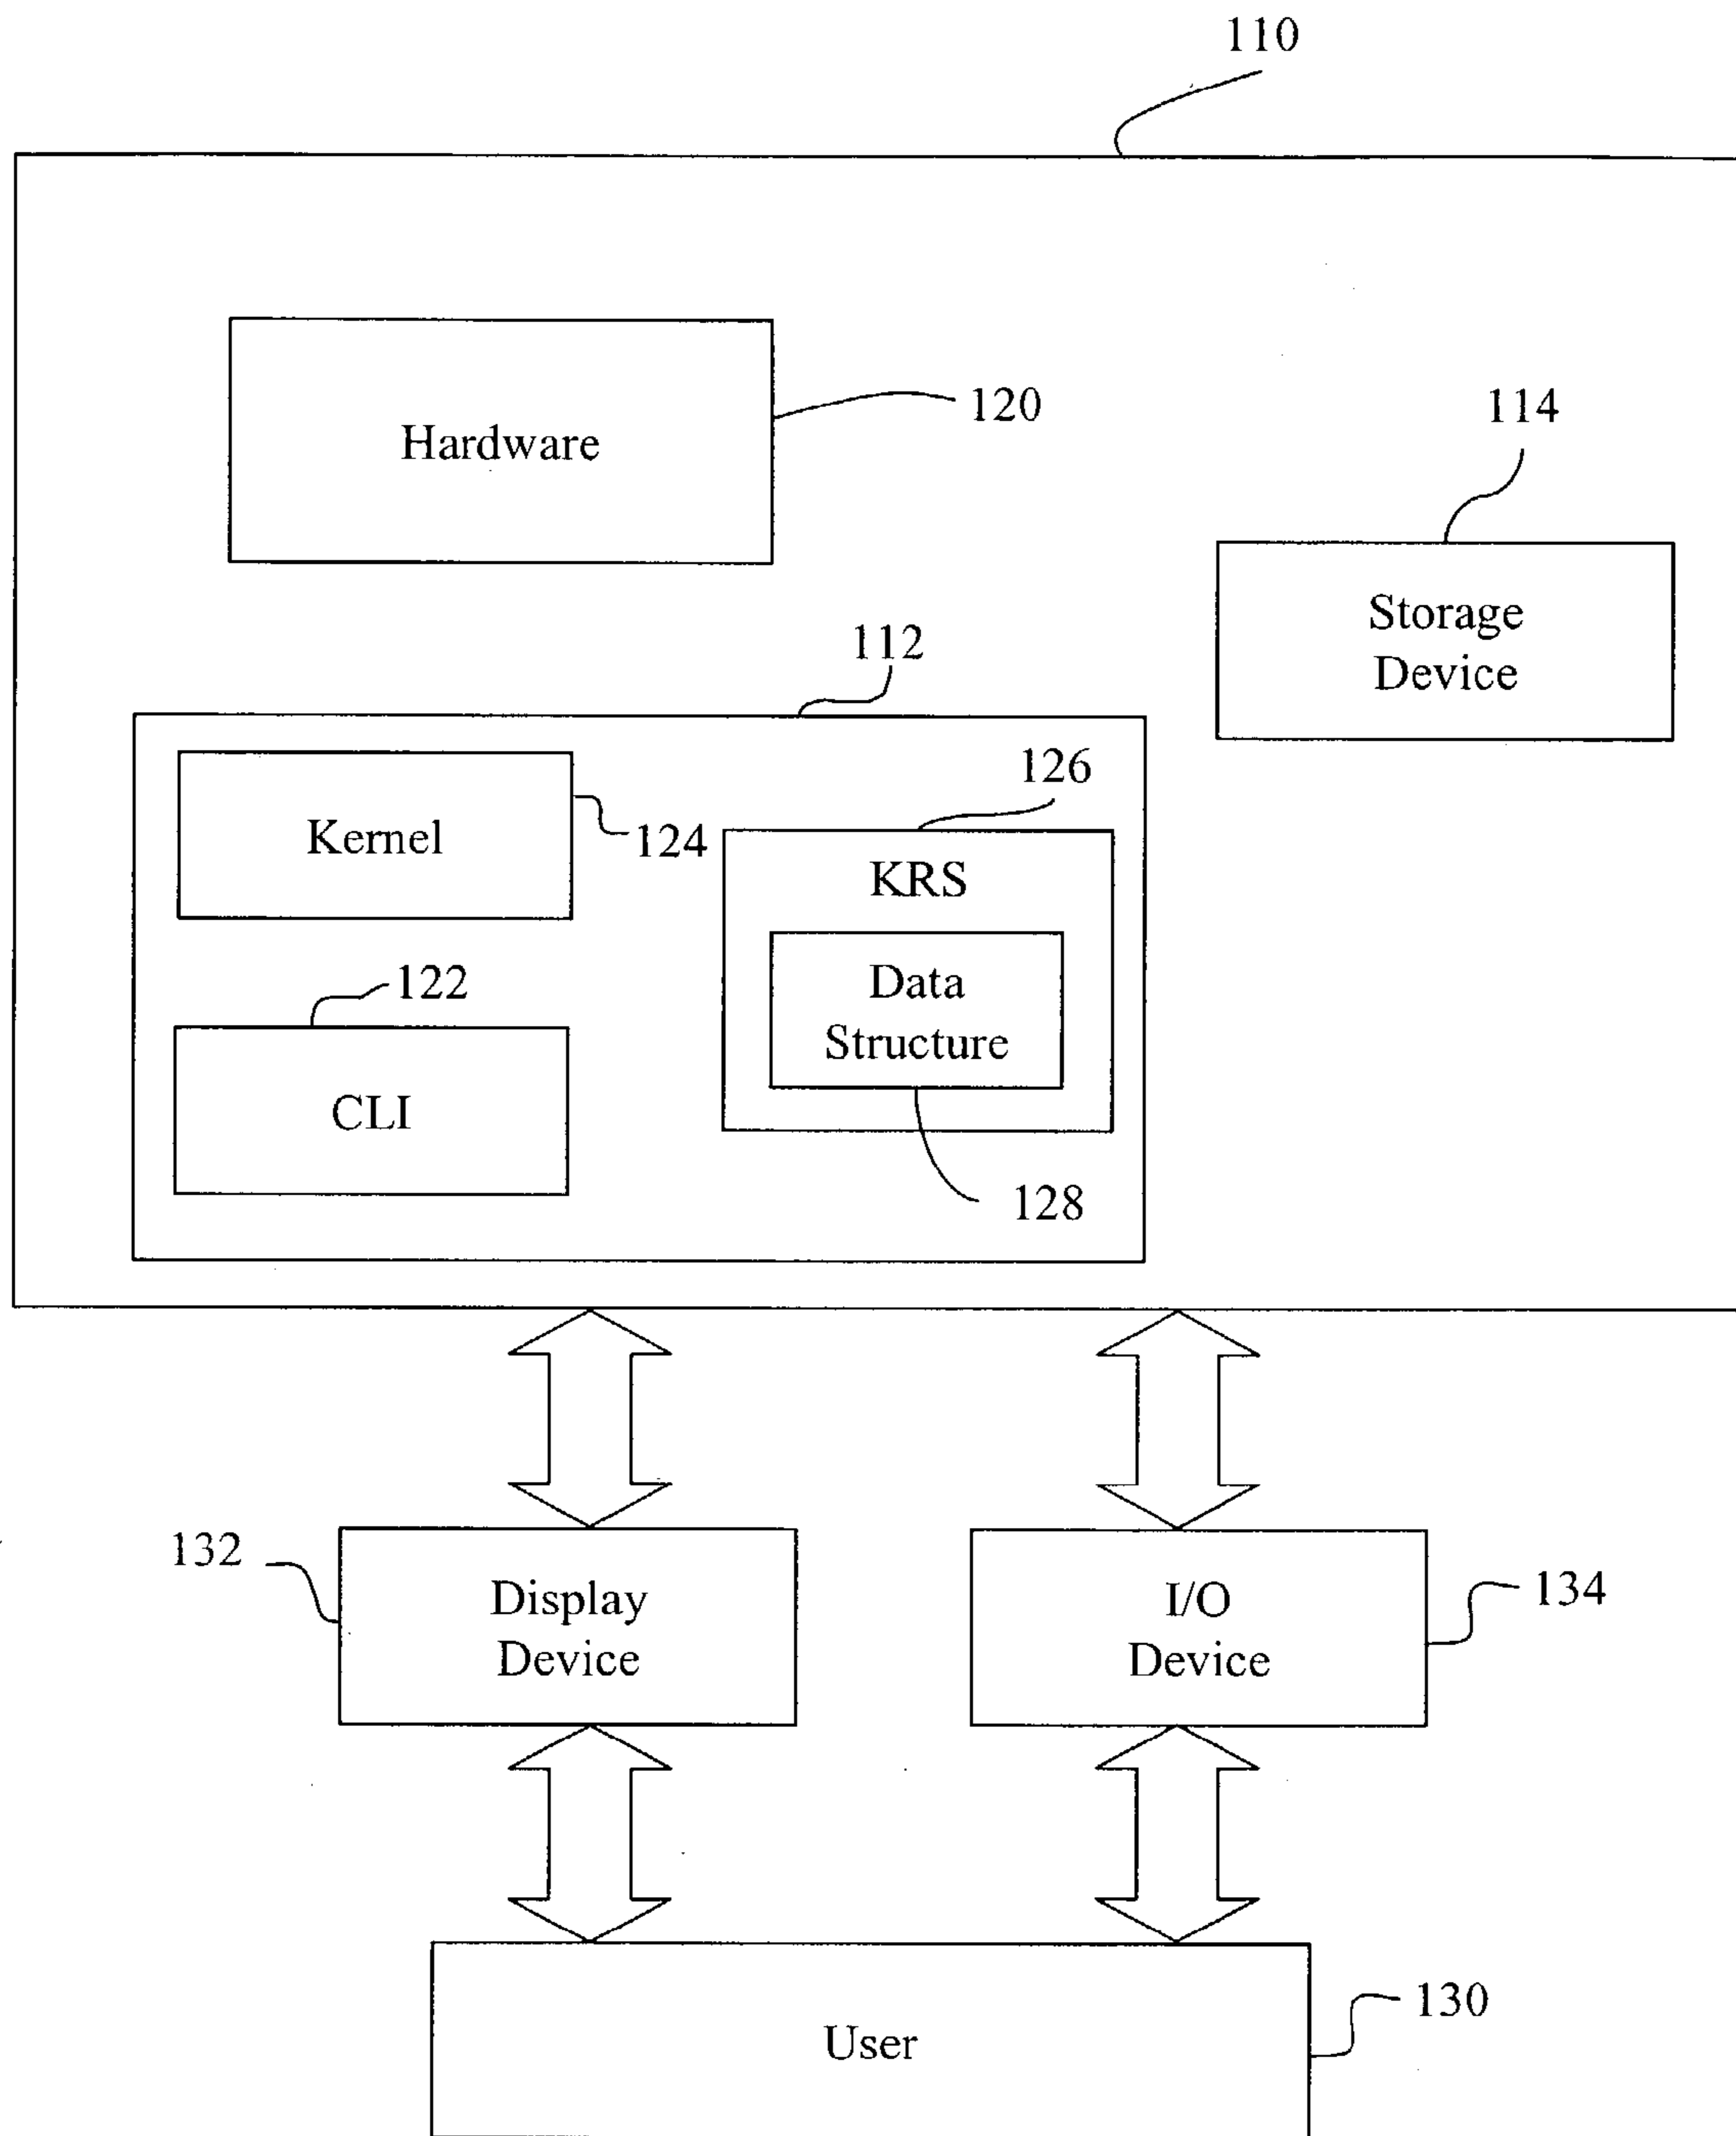 110
Hardware
120
114
Storage
Device
112
126
Kernel
124
KRS
122
Data
Structure
CLI
128
132
Display
Device
I/O
Device
134
User
130